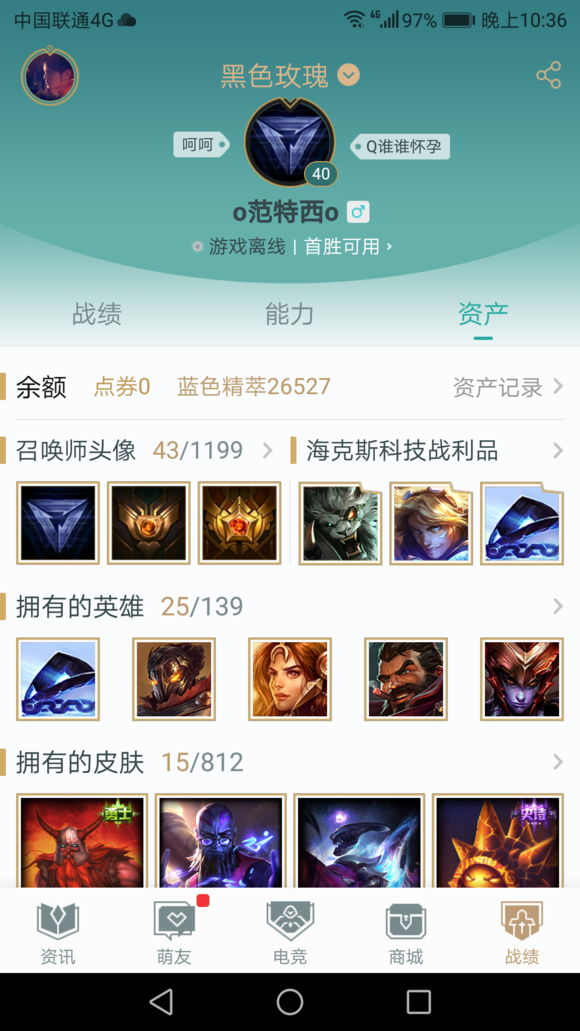 中国联通4G 4G 97% 晚上10:36
黑色玫瑰
呵呵
Q谁谁怀孕
40
o范特西o
游戏离线 | 首胜可用
战绩 能力 资产
余额 点券0 蓝色精萃26527 资产记录
召唤师头像 43/1199 海克斯科技战利品
拥有的英雄 25/139
拥有的皮肤 15/812
勇士
资讯 萌友 电竞 商城 战绩